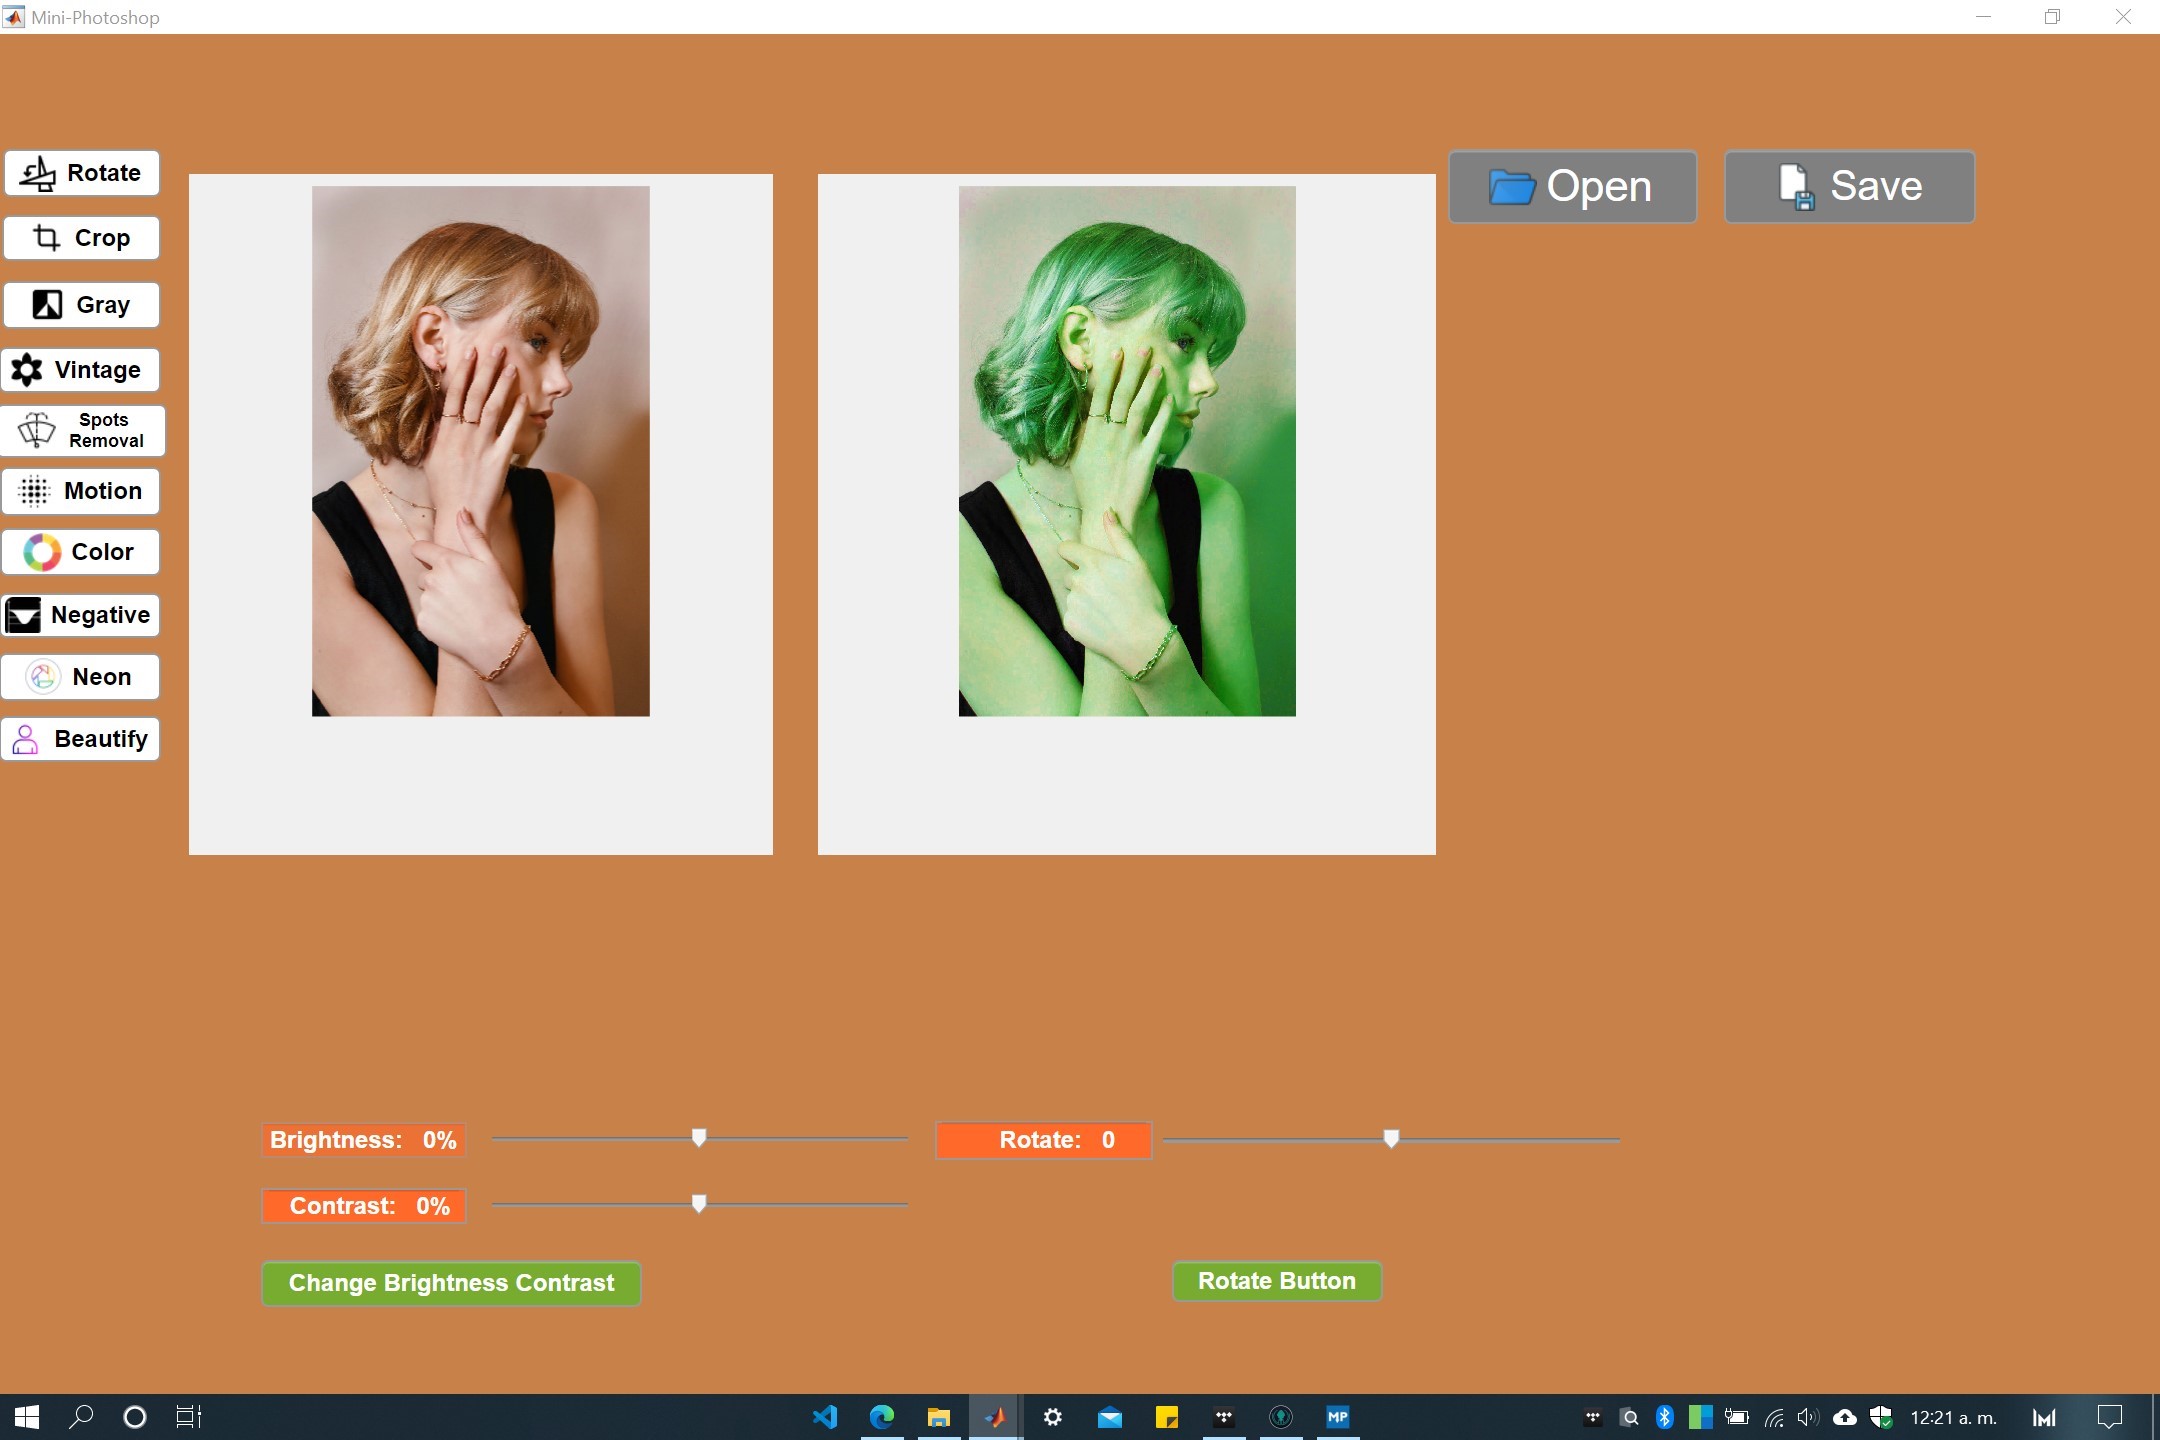 Mini-Photoshop
Rotate
Crop
Gray
Vintage
Spots
Removal
Motion
Color
Negative
Neon
Beautify
Open
Save
Brightness: 0%
Rotate: 0
Contrast: 0%
Change Brightness Contrast
Rotate Button
MP
12:21 a. m.